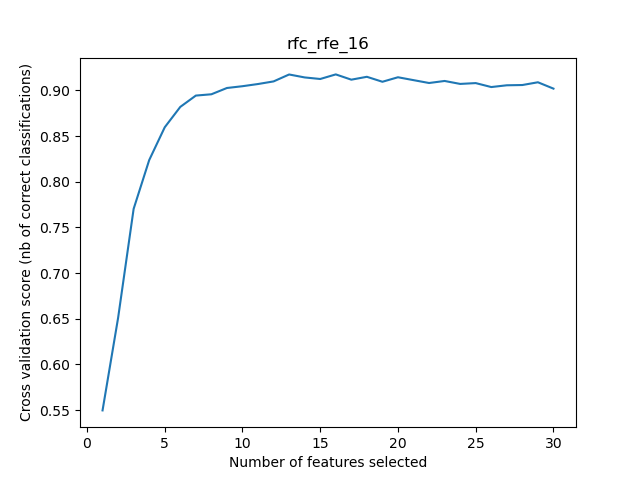 rfc_rfe_16
Cross validation score (nb of correct classifications)
0.90
0.85
0.80
0.75
0.70
0.65
0.60
0.55
0 5 10 15 20 25 30
Number of features selected